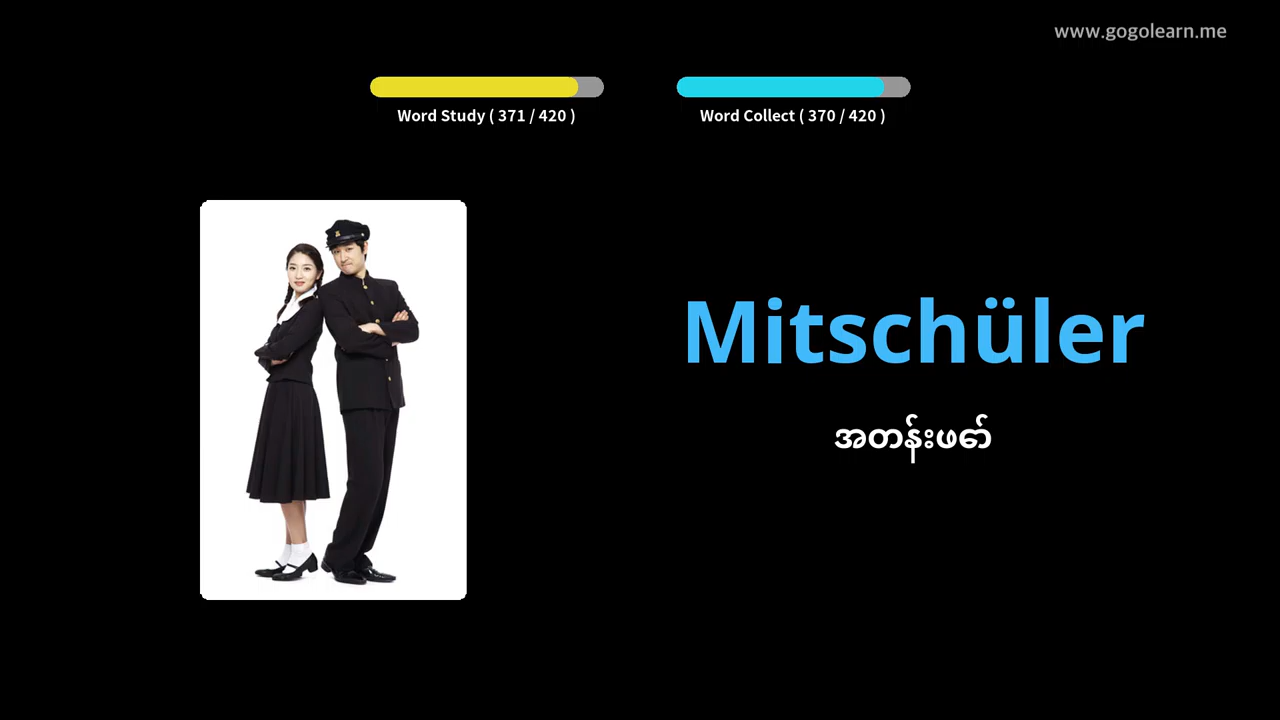 www.gogolearn.me
Word Study ( 371 / 420 )
Word Collect ( 370 / 420 )
Mitschüler
အတန်းဖော်